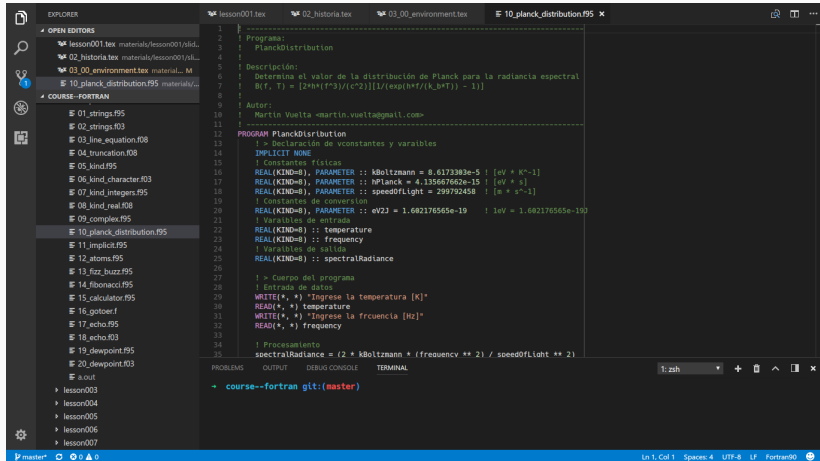 EXPLORER
lesson001.tex
02_historia.tex
03_00_environment.tex
10_planck_distribution.f95 ×
OPEN EDITORS
lesson001.tex materials/lesson001/slid...
02_historia.tex materials/lesson001/sli...
03_00_environment.tex material... M
10_planck_distribution.f95 materials/...
COURSE--FORTRAN
01_strings.f95
02_strings.f03
03_line_equation.f08
04_truncation.f08
05_kind.f95
06_kind_character.f03
07_kind_integers.f95
08_kind_real.f08
09_complex.f95
10_planck_distribution.f95
11_implicit.f95
12_atoms.f95
13_fizz_buzz.f95
14_fibonacci.f95
15_calculator.f95
16_gotoer.f
17_echo.f95
18_echo.f03
19_dewpoint.f95
20_dewpoint.f03
a.out
lesson003
lesson004
lesson005
lesson006
lesson007
1 ! ------------------------------------------------------------------------------
2 ! Programa:
3 !   PlanckDistribution
4 !
5 ! Descripción:
6 !   Determina el valor de la distribución de Planck para la radiancia espectral
7 !   B(f, T) = [2*h*(f^3)/(c^2)][1/(exp(h*f/(k_b*T)) - 1)]
8 !
9 ! Autor:
10 !   Martin Vuelta <martin.vuelta@gmail.com>
11 ! ------------------------------------------------------------------------------
12 PROGRAM PlanckDisribution
13     ! > Declaración de vconstantes y varaibles
14     IMPLICIT NONE
15     ! Constantes físicas
16     REAL(KIND=8), PARAMETER :: kBoltzmann = 8.6173303e-5 ! [eV * K^-1]
17     REAL(KIND=8), PARAMETER :: hPlanck = 4.135667662e-15 ! [eV * s]
18     REAL(KIND=8), PARAMETER :: speedOfLight = 299792458  ! [m * s^-1]
19     ! Constantes de conversion
20     REAL(KIND=8), PARAMETER :: eV2J = 1.602176565e-19    ! 1eV = 1.602176565e-19J
21     ! Varaibles de entrada
22     REAL(KIND=8) :: temperature
23     REAL(KIND=8) :: frequency
24     ! Varaibles de salida
25     REAL(KIND=8) :: spectralRadiance
26
27     ! > Cuerpo del programa
28     ! Entrada de datos
29     WRITE(*, *) "Ingrese la temperatura [K]"
30     READ(*, *) temperature
31     WRITE(*, *) "Ingrese la frcuencia [Hz]"
32     READ(*, *) frequency
33
34     ! Procesamiento
35     spectralRadiance = (2 * kBoltzmann * (frequency ** 2) / speedOfLight ** 2)
PROBLEMS OUTPUT DEBUG CONSOLE TERMINAL 1: zsh
→ course--fortran git:(master)
1
master* 0 0 Ln 1, Col 1 Spaces: 4 UTF-8 LF Fortran90